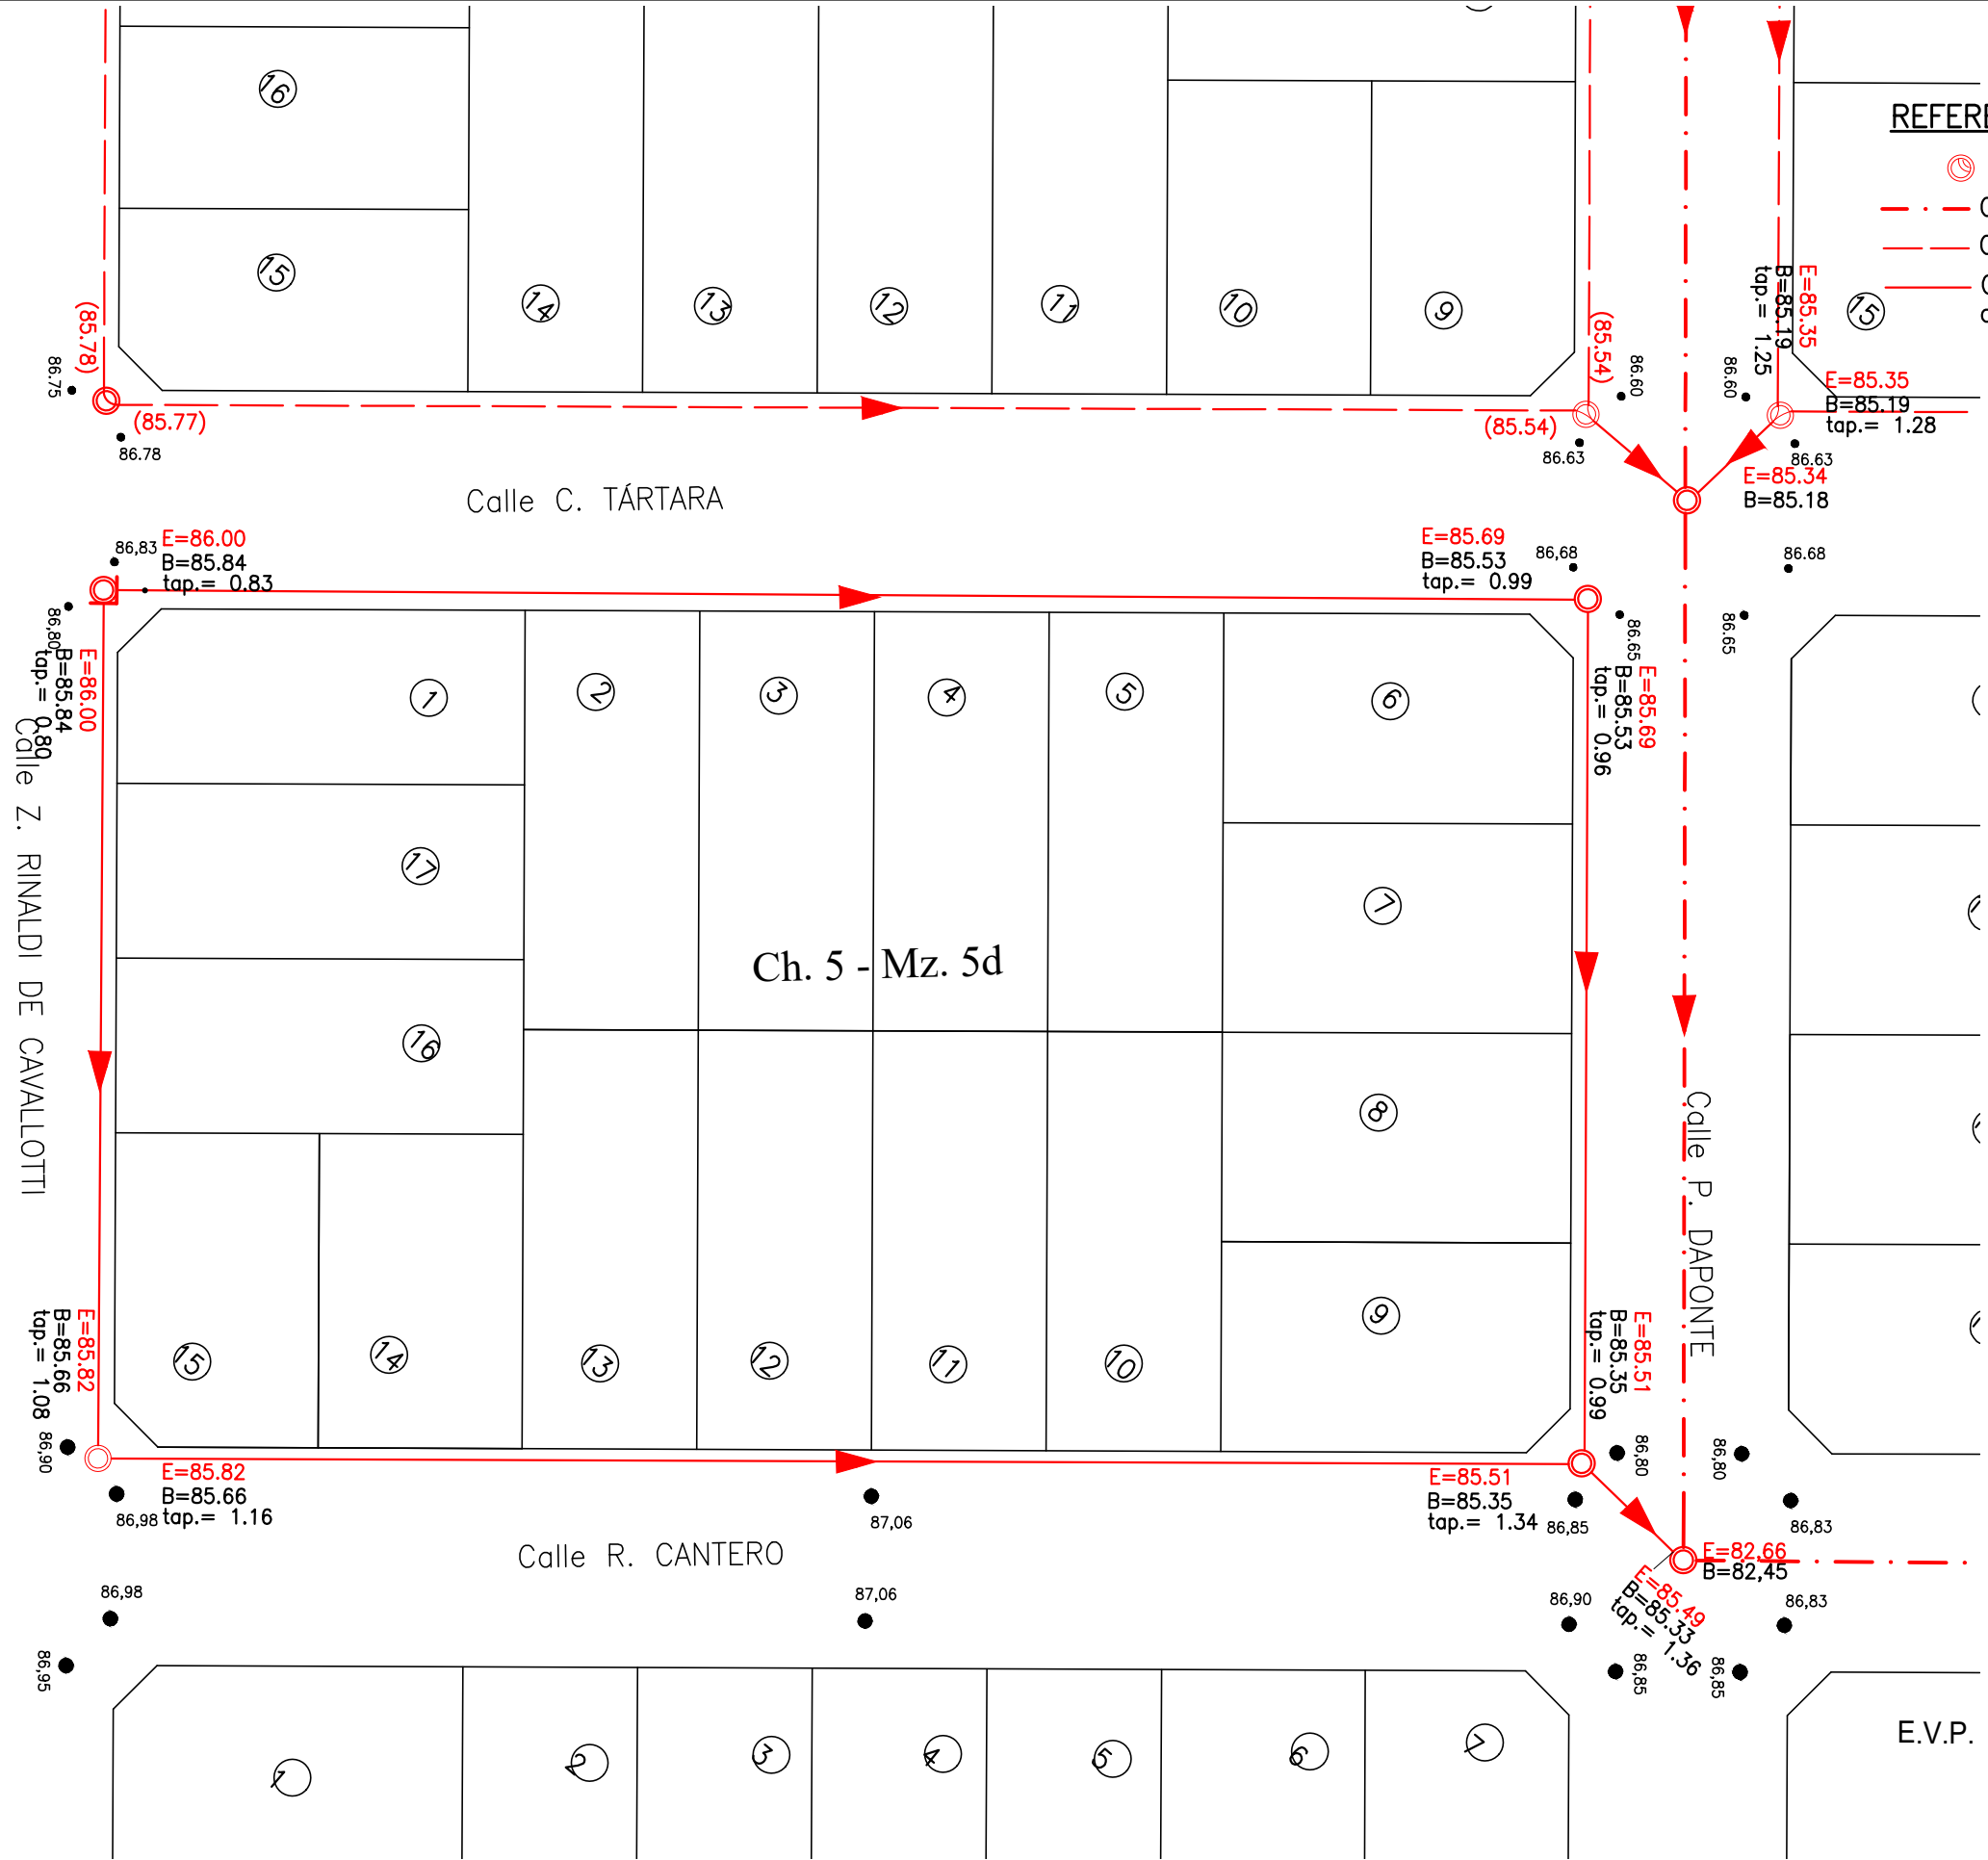 16
15
14
13
12
11
10
9
15
(85.78)
86.75
(85.77)
86.78
(85.54)
(85.54)
86.60
86.63
86.60
E=85.35
B=85.19
tap.= 1.25
E=85.35
B=85.19
tap.= 1.28
86.63
E=85.34
B=85.18
Calle C. TÁRTARA
86,83
E=86.00
B=85.84
tap.= 0.83
86,80
E=86.00
B=85.84
tap.= 0.80
E=85.69
B=85.53
tap.= 0.99
86,68
86.68
86.65
86.65
E=85.69
B=85.53
tap.= 0.96
1
2
3
4
5
6
17
7
16
8
15
14
13
12
11
10
9
Ch. 5 - Mz. 5d
Calle Z. RINALDI DE CAVALLOTTI
Calle P. DAPONTE
E=85.82
B=85.66
tap.= 1.08
86,90
E=85.82
B=85.66
tap.= 1.16
86,98
87,06
E=85.51
B=85.35
tap.= 0.99
E=85.51
B=85.35
tap.= 1.34
86,85
86,80
86,80
86,83
Calle R. CANTERO
E=82,66
B=82,45
E=85.49
B=85.33
tap.= 1.36
86,98
87,06
86,90
86,83
86,95
86,85
86,85
1
2
3
4
5
6
7
E.V.P.